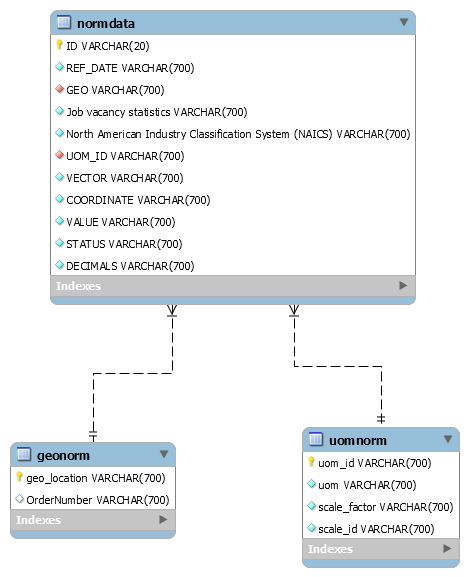 normdata
ID VARCHAR(20)
REF_DATE VARCHAR(700)
GEO VARCHAR(700)
Job vacancy statistics VARCHAR(700)
North American Industry Classification System (NAICS) VARCHAR(700)
UOM_ID VARCHAR(700)
VECTOR VARCHAR(700)
COORDINATE VARCHAR(700)
VALUE VARCHAR(700)
STATUS VARCHAR(700)
DECIMALS VARCHAR(700)
Indexes
geonorm
geo_location VARCHAR(700)
OrderNumber VARCHAR(700)
Indexes
uomnorm
uom_id VARCHAR(700)
uom VARCHAR(700)
scale_factor VARCHAR(700)
scale_id VARCHAR(700)
Indexes